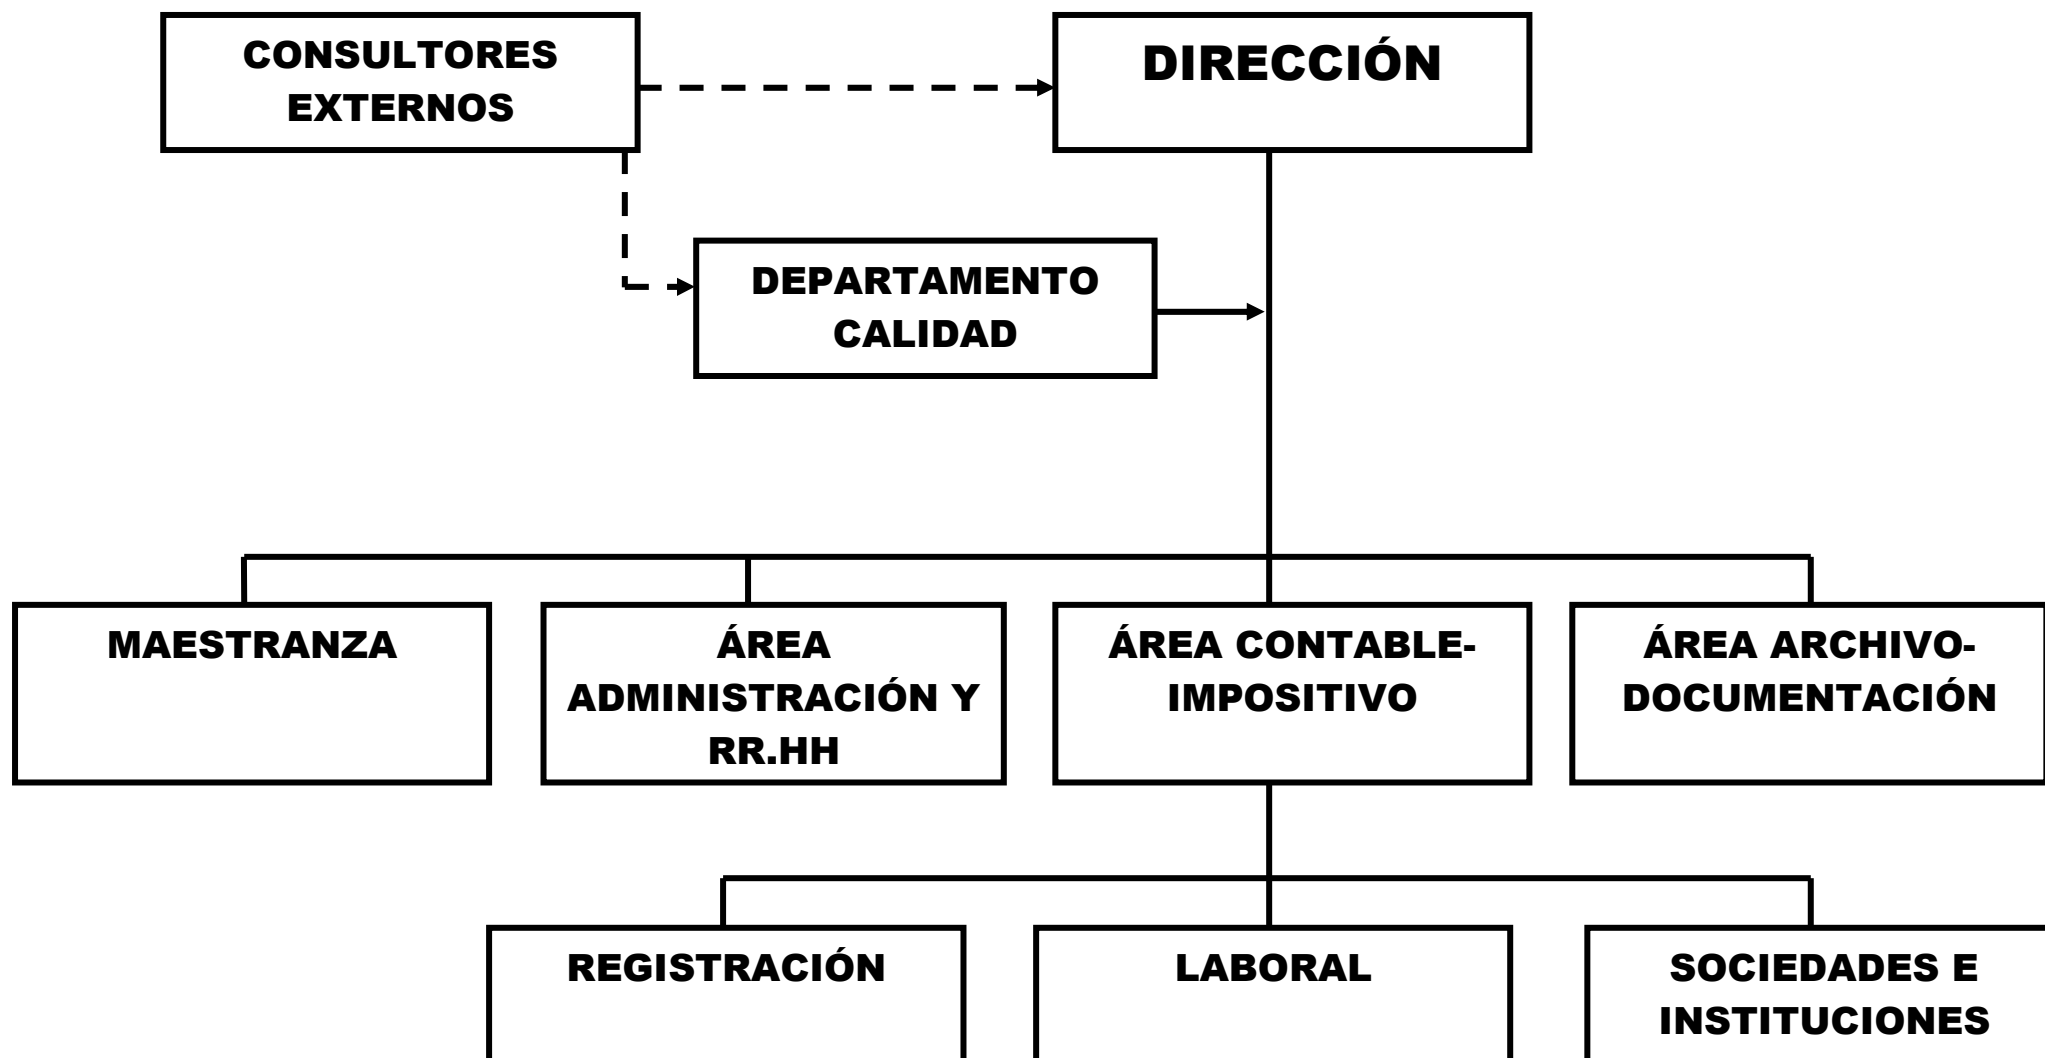 CONSULTORES
EXTERNOS
DIRECCIÓN
DEPARTAMENTO
CALIDAD
MAESTRANZA
ÁREA
ADMINISTRACIÓN Y
RR.HH
ÁREA CONTABLE-
IMPOSITIVO
ÁREA ARCHIVO-
DOCUMENTACIÓN
REGISTRACIÓN
LABORAL
SOCIEDADES E
INSTITUCIONES